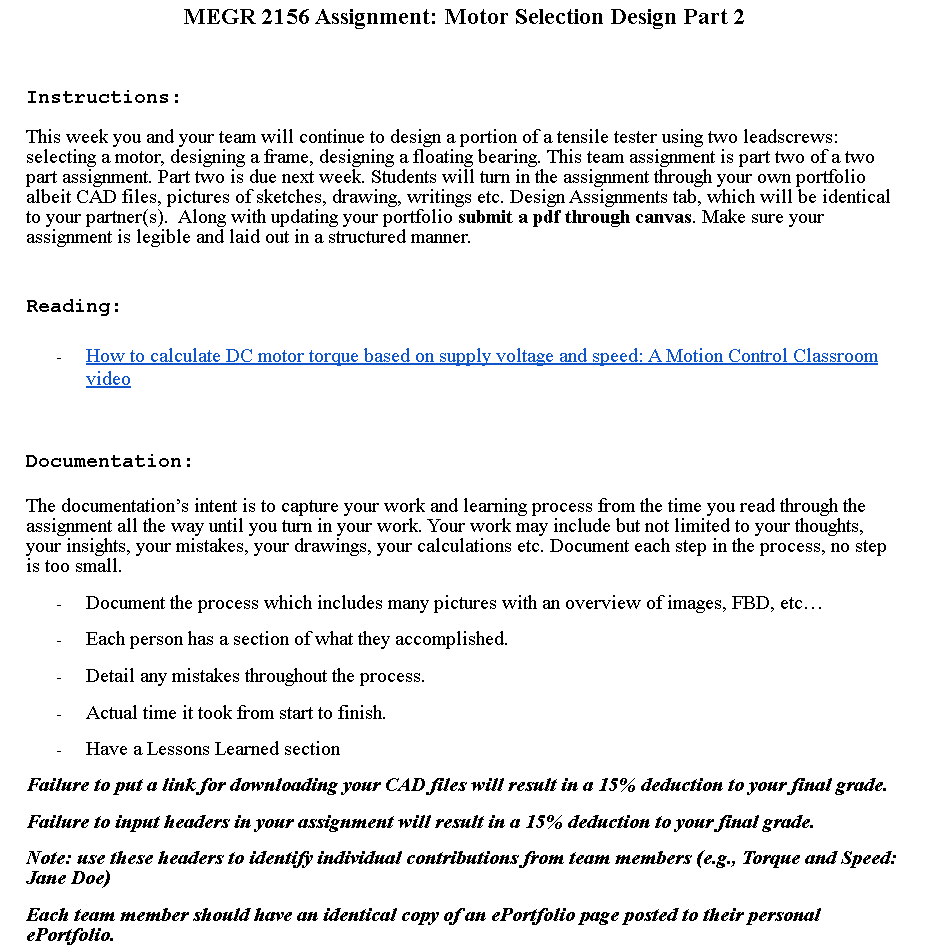 MEGR 2156 Assignment: Motor Selection Design Part 2
Instructions:
This week you and your team will continue to design a portion of a tensile tester using two leadscrews:
selecting a motor, designing a frame, designing a floating bearing. This team assignment is part two of a two
part assignment. Part two is due next week. Students will turn in the assignment through your own portfolio
albeit CAD files, pictures of sketches, drawing, writings etc. Design Assignments tab, which will be identical
to your partner(s).  Along with updating your portfolio submit a pdf through canvas. Make sure your
assignment is legible and laid out in a structured manner.
Reading:
- How to calculate DC motor torque based on supply voltage and speed: A Motion Control Classroom
video
Documentation:
The documentation’s intent is to capture your work and learning process from the time you read through the
assignment all the way until you turn in your work. Your work may include but not limited to your thoughts,
your insights, your mistakes, your drawings, your calculations etc. Document each step in the process, no step
is too small.
- Document the process which includes many pictures with an overview of images, FBD, etc…
- Each person has a section of what they accomplished.
- Detail any mistakes throughout the process.
- Actual time it took from start to finish.
- Have a Lessons Learned section
Failure to put a link for downloading your CAD files will result in a 15% deduction to your final grade.
Failure to input headers in your assignment will result in a 15% deduction to your final grade.
Note: use these headers to identify individual contributions from team members (e.g., Torque and Speed:
Jane Doe)
Each team member should have an identical copy of an ePortfolio page posted to their personal
ePortfolio.